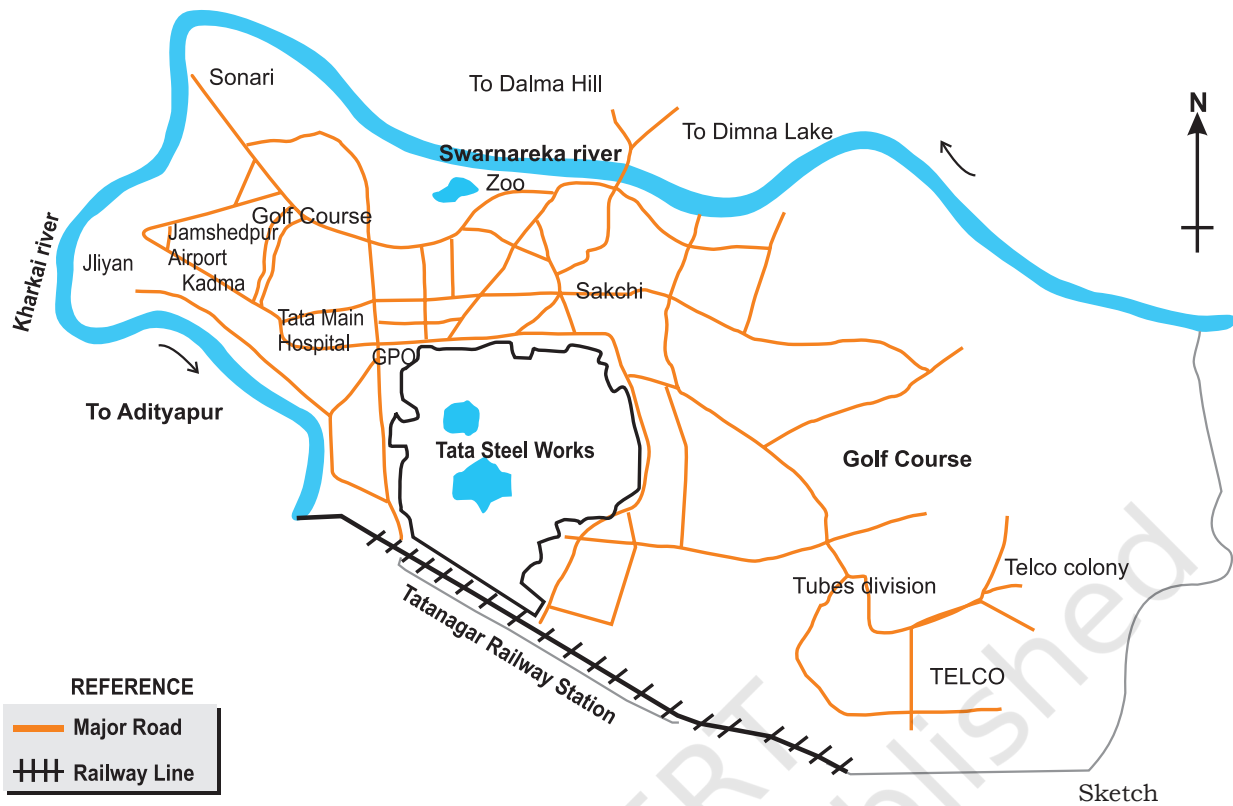 Sonari
To Dalma Hill
N
To Dimna Lake
Swarnareka river
Zoo
Golf Course
Jamshedpur
Airport
Kadma
Jliyan
Kharkai river
Sakchi
Tata Main
Hospital
GPO
To Adityapur
Tata Steel Works
Golf Course
Telco colony
Tubes division
TELCO
Tatanagar Railway Station
REFERENCE
Major Road
Railway Line
Sketch